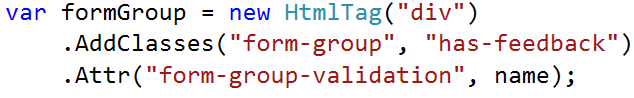 var formGroup = new HtmlTag("div")
    .AddClasses("form-group", "has-feedback")
    .Attr("form-group-validation", name);